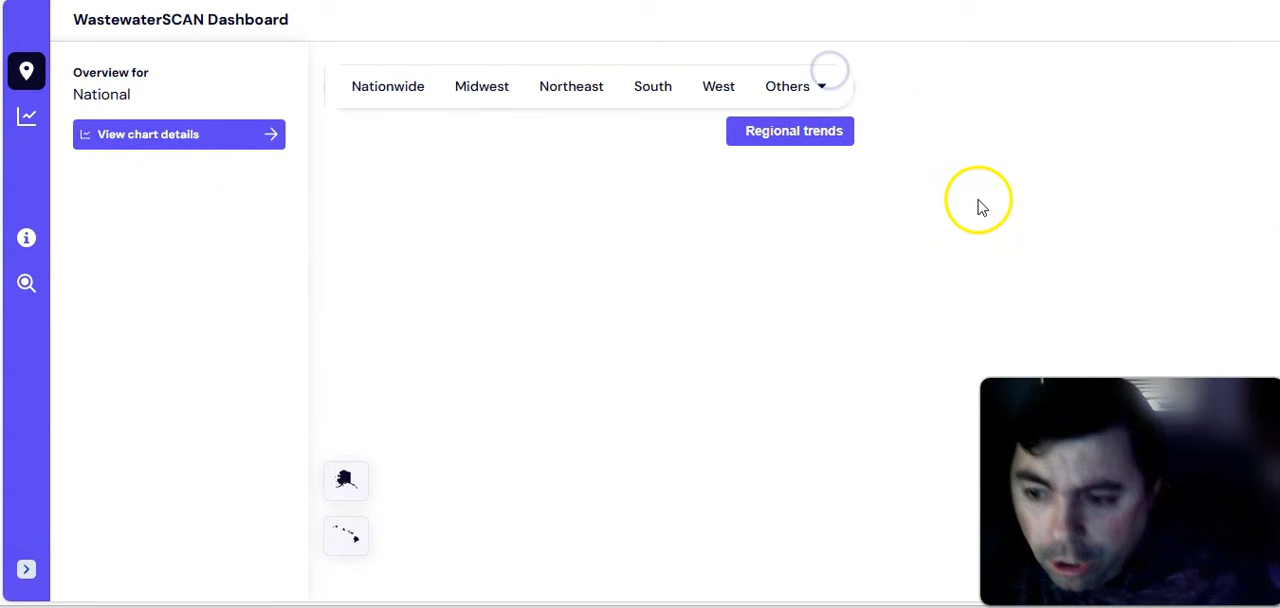 WastewaterSCAN Dashboard
Overview for
National
View chart details
Nationwide Midwest Northeast South West Others
Regional trends